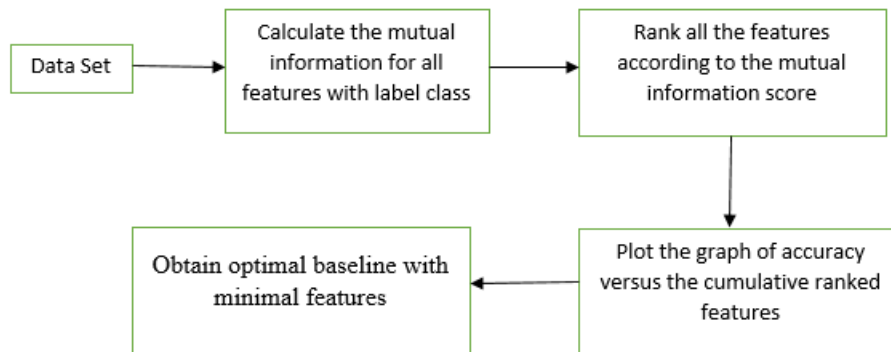 Data Set
Calculate the mutual
information for all
features with label class
Rank all the features
according to the mutual
information score
Plot the graph of accuracy
versus the cumulative ranked
features
Obtain optimal baseline with
minimal features